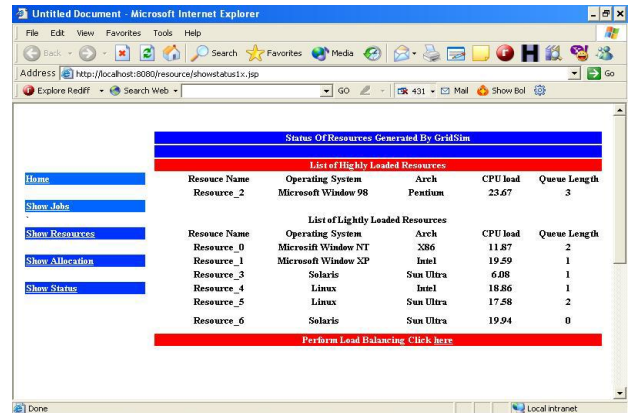 Untitled Document - Microsoft Internet Explorer
File Edit View Favorites Tools Help
Back Search Favorites Media
Address http://localhost:8080/resource/showstatus1x.jsp Go
Explore Rediff Search Web GO 431 Mail Show Bol
Status Of Resources Generated By GridSim
List of Highly Loaded Resources
Home
Show Jobs
Show Resources
Show Allocation
Show Status
Resouce Name Operating System Arch CPU load Queue Length
Resource_2 Microsoft Window 98 Pentium 23.67 3
List of Lightly Loaded Resources
Resouce Name Operating System Arch CPU load Queue Length
Resource_0 Microsift Window NT X86 11.87 2
Resource_1 Microsoft Window XP Intel 19.59 1
Resource_3 Solaris Sun Ultra 6.08 1
Resource_4 Linux Intel 18.86 1
Resource_5 Linux Sun Ultra 17.58 2
Resource_6 Solaris Sun Ultra 19.94 0
Perform Load Balancing Click here
Done Local intranet